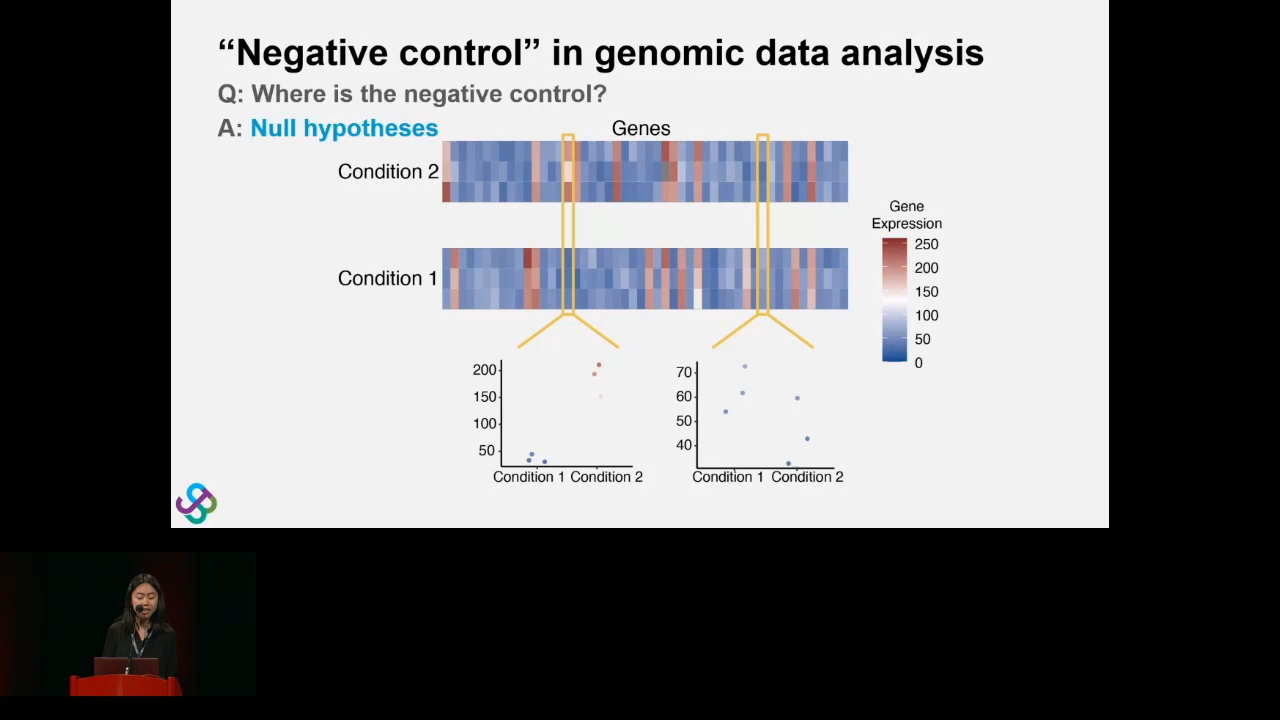 “Negative control” in genomic data analysis
Q: Where is the negative control?
A: Null hypotheses
Genes
Condition 2
Condition 1
Gene
Expression
250
200
150
100
50
0
200
150
100
50
Condition 1 Condition 2
70
60
50
40
Condition 1 Condition 2